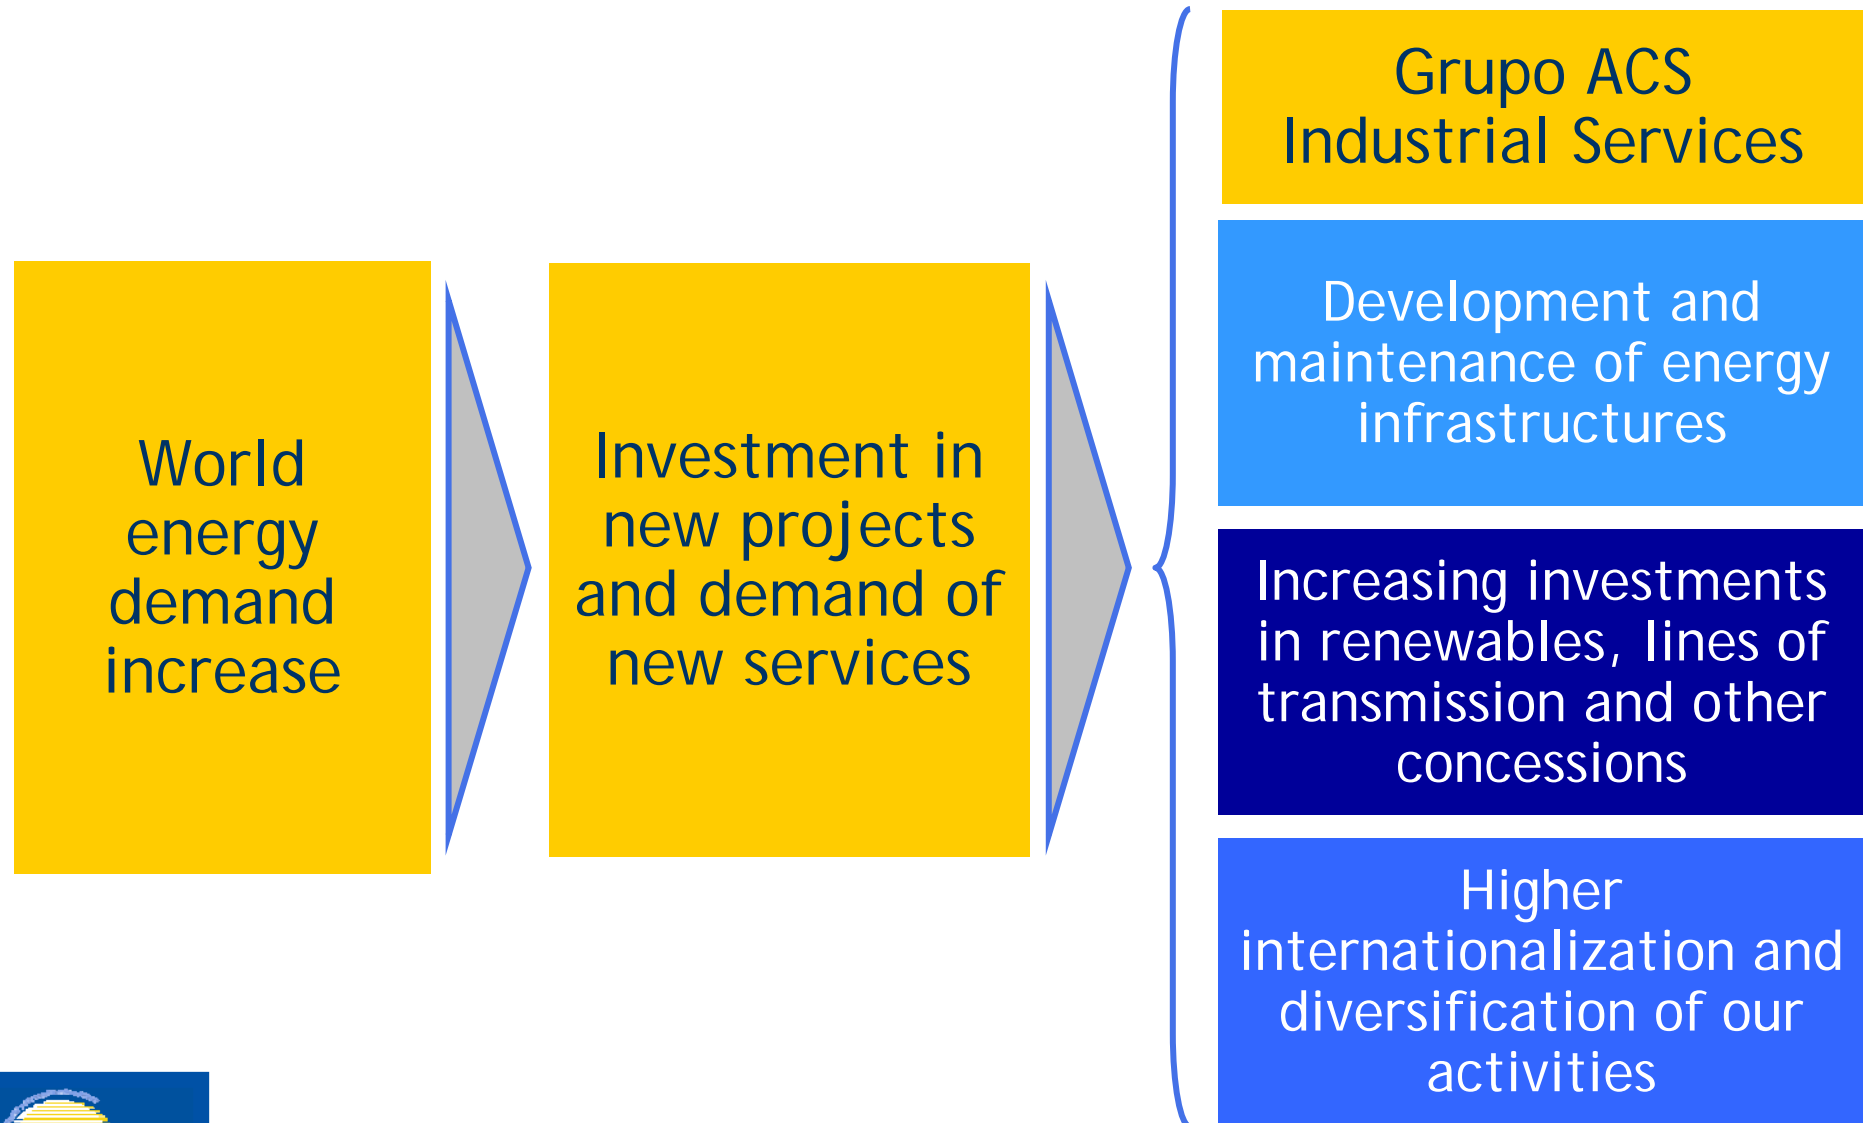 World
energy
demand
increase
Investment in
new projects
and demand of
new services
Grupo ACS
Industrial Services
Development and
maintenance of energy
infrastructures
Increasing investments
in renewables, lines of
transmission and other
concessions
Higher
internationalization and
diversification of our
activities